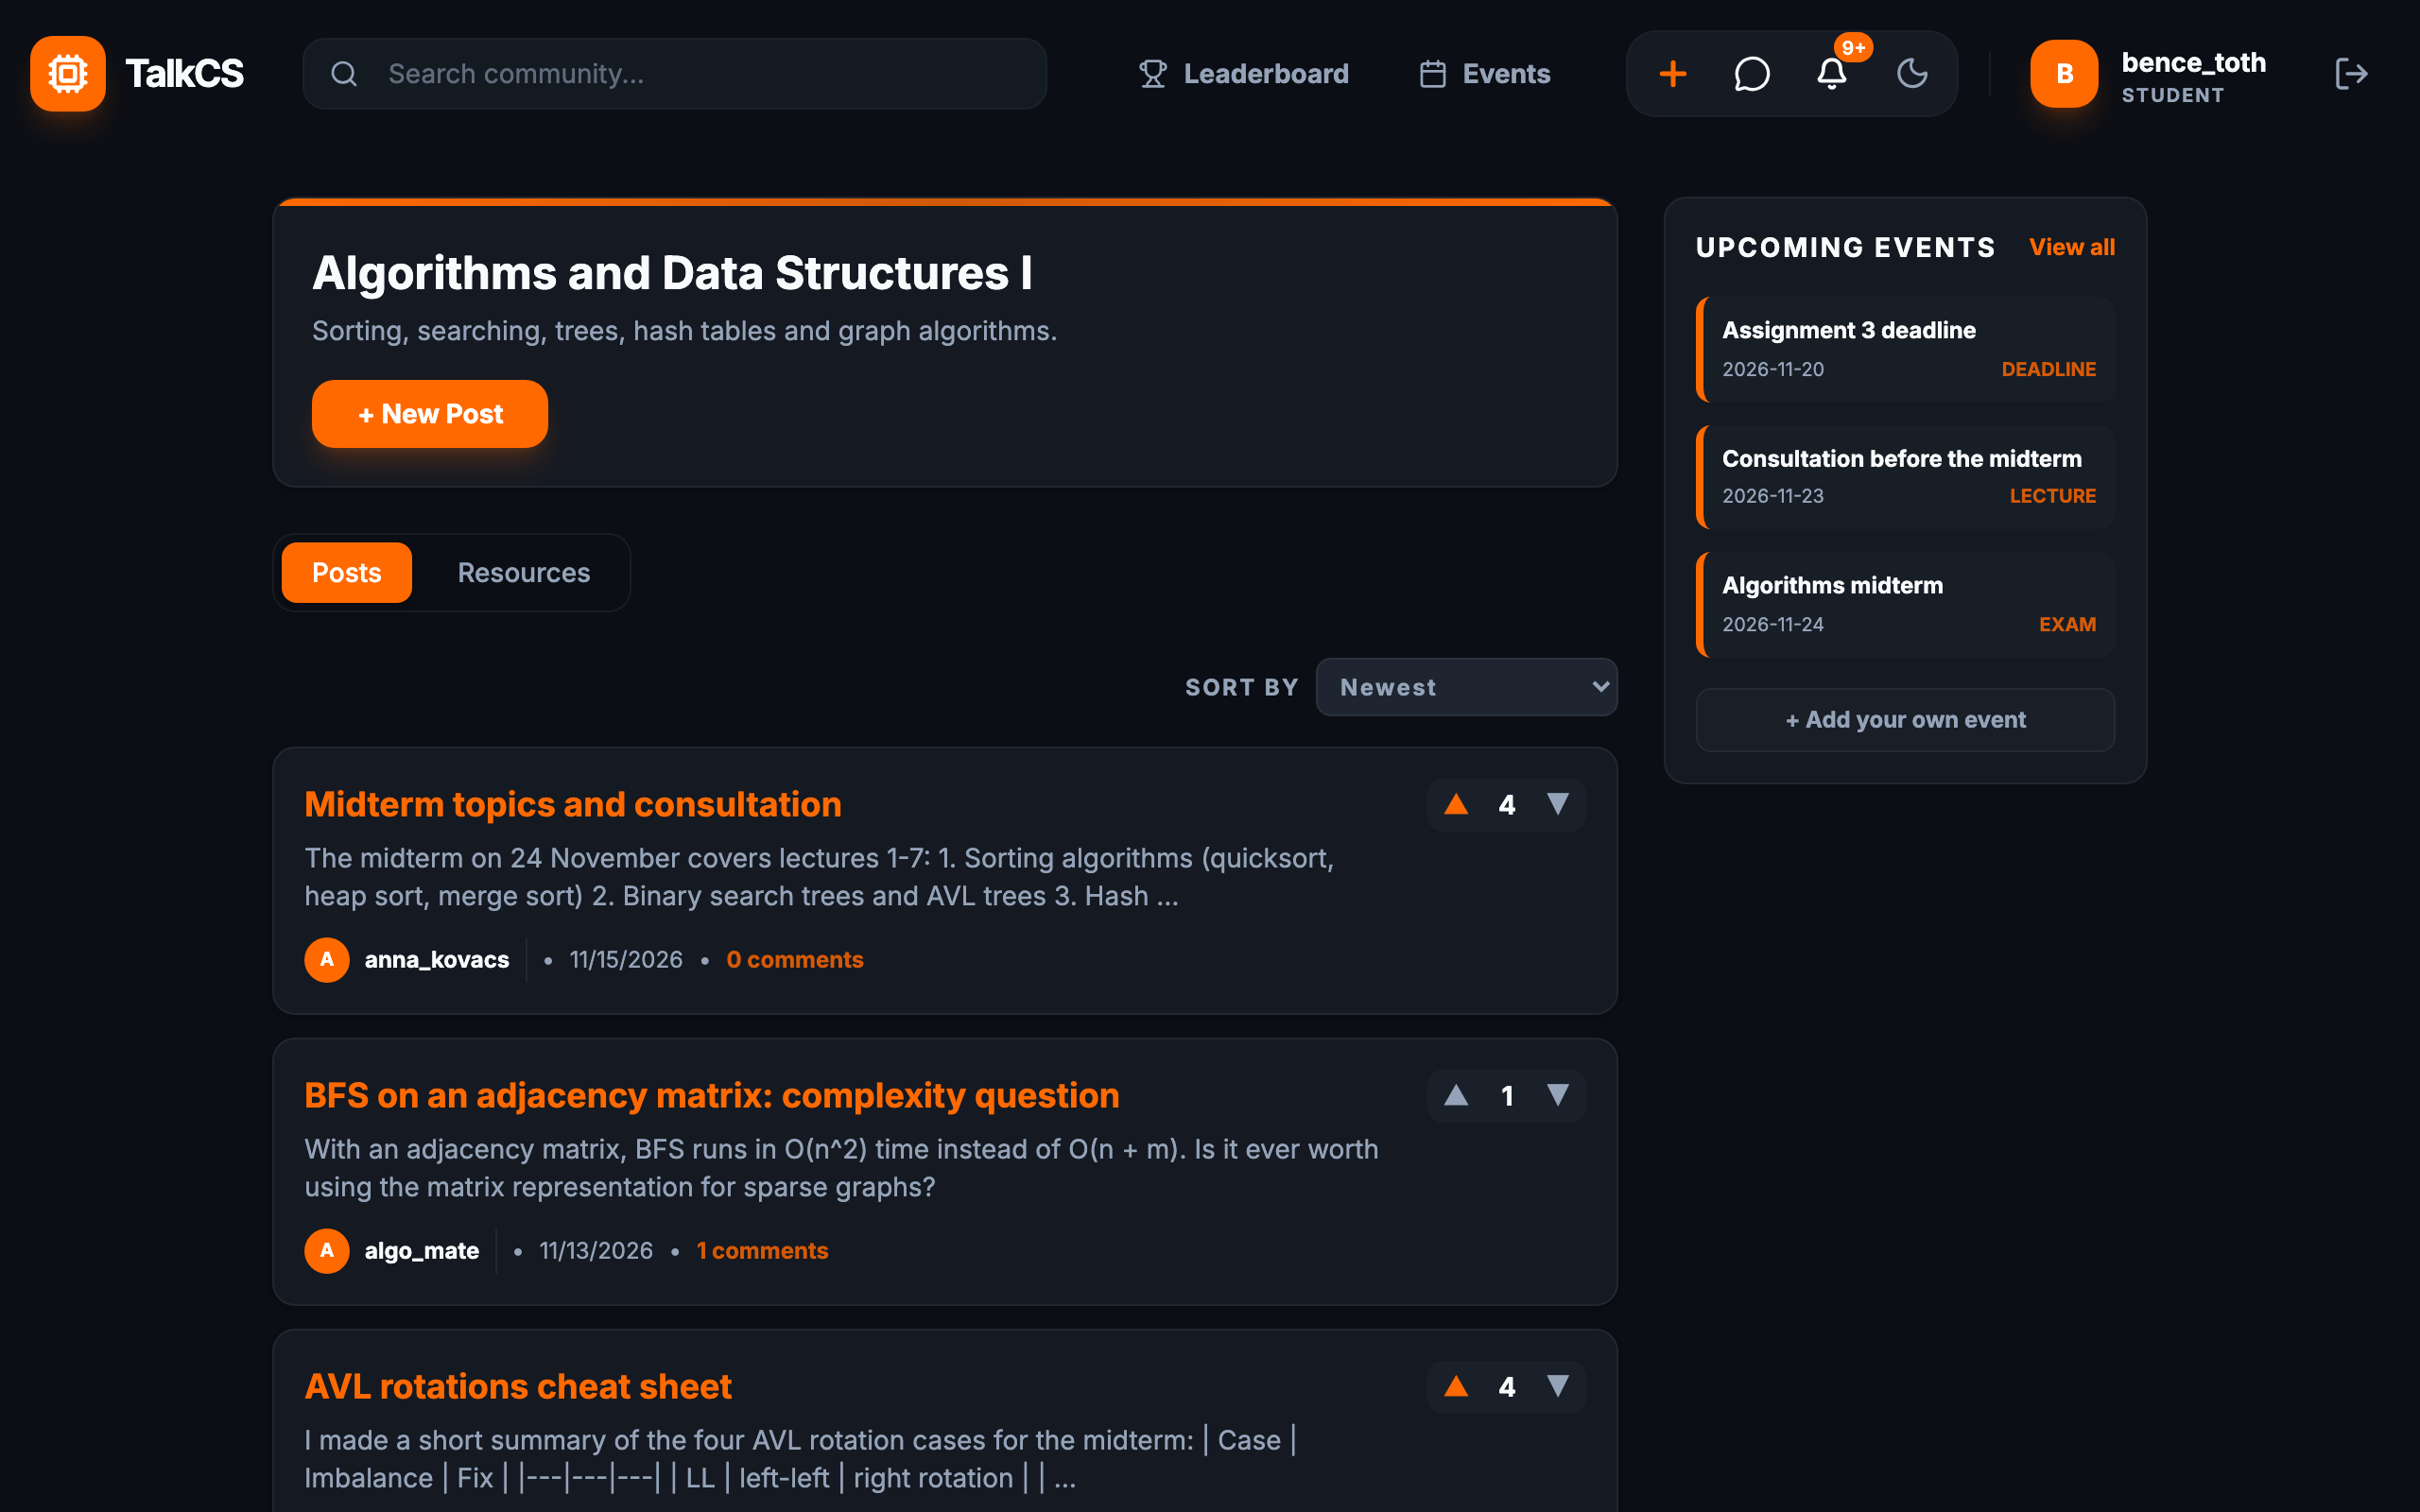 TalkCS
Search community...
Leaderboard
Events
9+
B
bence_toth
STUDENT
Algorithms and Data Structures I
Sorting, searching, trees, hash tables and graph algorithms.
+ New Post
Posts
Resources
SORT BY
Newest
Midterm topics and consultation
4
The midterm on 24 November covers lectures 1-7: 1. Sorting algorithms (quicksort,
heap sort, merge sort) 2. Binary search trees and AVL trees 3. Hash ...
A
anna_kovacs • 11/15/2026 • 0 comments
BFS on an adjacency matrix: complexity question
1
With an adjacency matrix, BFS runs in O(n^2) time instead of O(n + m). Is it ever worth
using the matrix representation for sparse graphs?
A
algo_mate • 11/13/2026 • 1 comments
AVL rotations cheat sheet
4
I made a short summary of the four AVL rotation cases for the midterm: | Case |
Imbalance | Fix | |---|---|---| | LL | left-left | right rotation | | ...
UPCOMING EVENTS
View all
Assignment 3 deadline
2026-11-20
DEADLINE
Consultation before the midterm
2026-11-23
LECTURE
Algorithms midterm
2026-11-24
EXAM
+ Add your own event